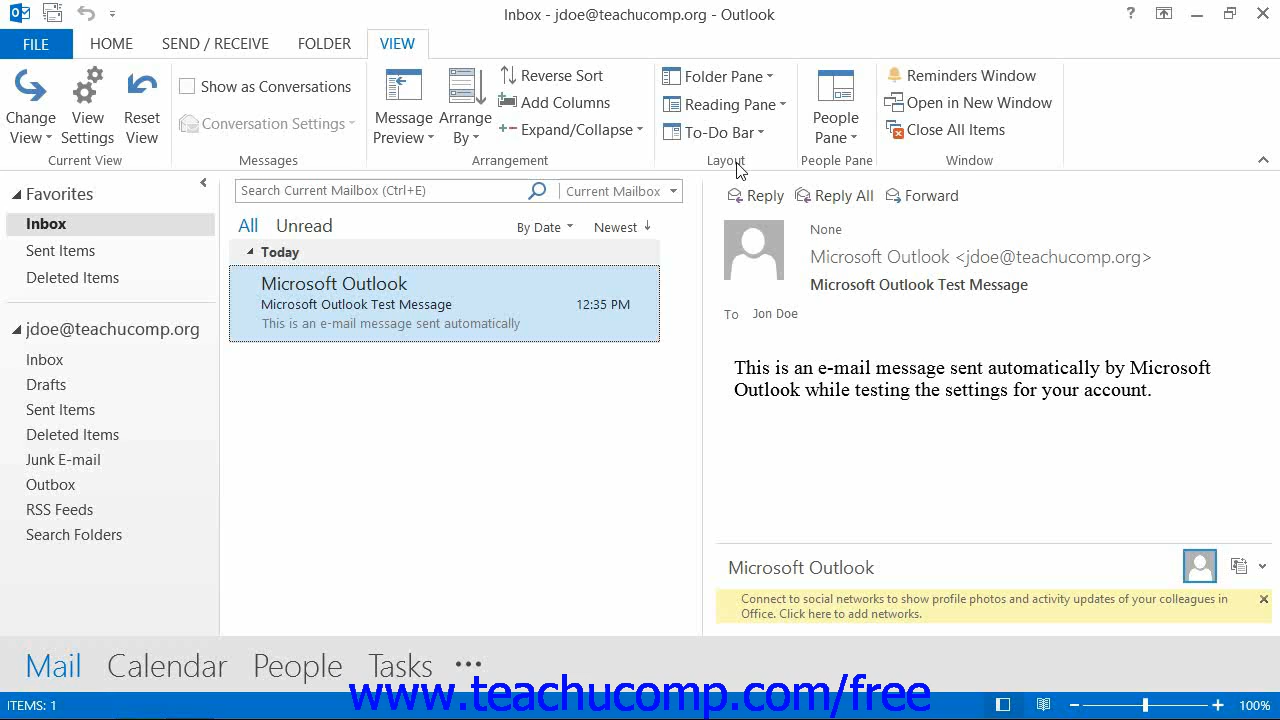 Inbox - jdoe@teachucomp.org - Outlook
?
FILE HOME SEND / RECEIVE FOLDER VIEW
Change View
View Settings
Reset View
Current View
Show as Conversations
Conversation Settings
Messages
Message Preview
Arrange By
Reverse Sort
Add Columns
Expand/Collapse
Arrangement
Folder Pane
Reading Pane
To-Do Bar
Layout
People Pane
People Pane
Reminders Window
Open in New Window
Close All Items
Window
Favorites
Inbox
Sent Items
Deleted Items
jdoe@teachucomp.org
Inbox
Drafts
Sent Items
Deleted Items
Junk E-mail
Outbox
RSS Feeds
Search Folders
Search Current Mailbox (Ctrl+E) Current Mailbox
All Unread By Date Newest
Today
Microsoft Outlook
Microsoft Outlook Test Message 12:35 PM
This is an e-mail message sent automatically
Reply Reply All Forward
None
Microsoft Outlook <jdoe@teachucomp.org>
Microsoft Outlook Test Message
To Jon Doe
This is an e-mail message sent automatically by Microsoft
Outlook while testing the settings for your account.
Microsoft Outlook
Connect to social networks to show profile photos and activity updates of your colleagues in
Office. Click here to add networks.
Mail Calendar People Tasks •••
www.teachucomp.com/free
ITEMS: 1 100%